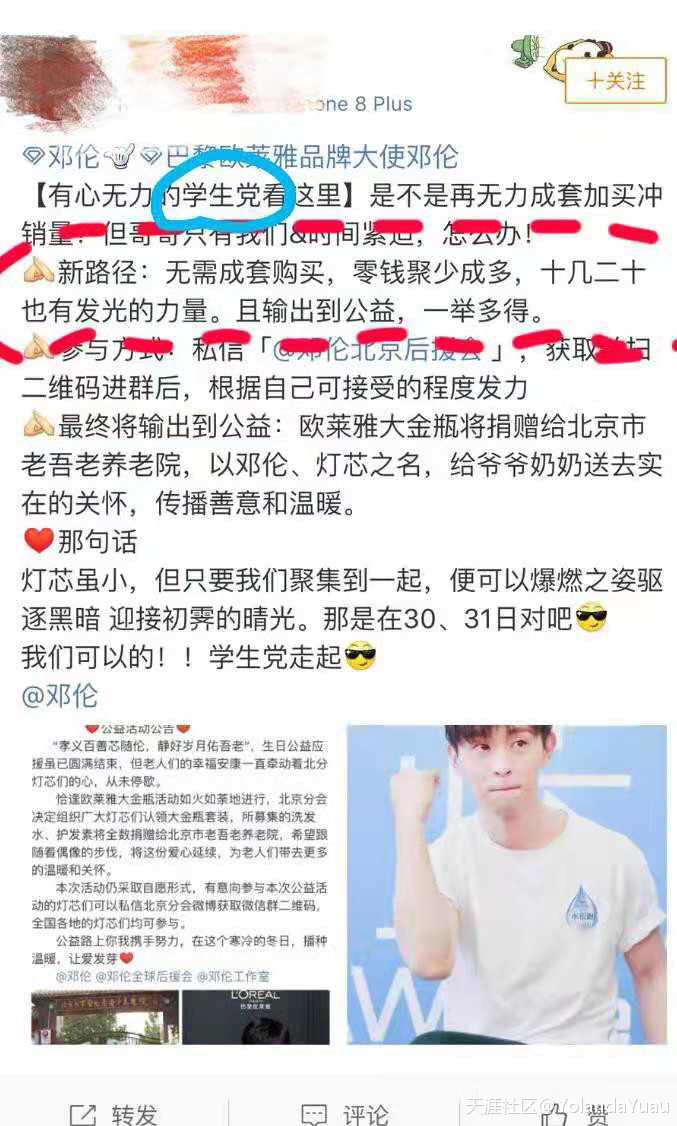 iPhone 8 Plus
十关注
邓伦 巴黎欧莱雅品牌大使邓伦
【有心无力的学生党看这里】是不是再无力成套加买冲
销量？但哥哥只有我们&时间紧迫，怎么办！
新路径：无需成套购买，零钱聚少成多，十几二十
也有发光的力量。且输出到公益，一举多得。
参与方式：私信「@邓伦北京后援会」，获取 扫
二维码进群后，根据自己可接受的程度发力
最终将输出到公益：欧莱雅大金瓶将捐赠给北京市
老吾老养老院，以邓伦、灯芯之名，给爷爷奶奶送去实
在的关怀，传播善意和温暖。
那句话
灯芯虽小，但只要我们聚集到一起，便可以爆燃之姿驱
逐黑暗 迎接初霁的晴光。那是在30、31日对吧
我们可以的！！学生党走起
@邓伦
公益活动公告
“孝义百善芯随伦，静好岁月佑吾老”，生日公益应
援虽已圆满结束，但老人们的幸福安康一直牵动着北分
灯芯们的心，从未停歇。
恰逢欧莱雅大金瓶活动如火如荼地进行，北京分会
决定组织广大灯芯们认领大金瓶套装，所募集的洗发
水、护发素将全数捐赠给北京市老吾老养老院，希望跟
随着偶像的步伐，将这份爱心延续，为老人们带去更多
的温暖和关怀。
本次活动仍采取自愿形式，有意向参与本次公益活
动的灯芯们可以私信北京分会微博获取微信群二维码，
全国各地的灯芯们均可参与。
公益路上你我携手努力，在这个寒冷的冬日，播种
温暖，让爱发芽
@邓伦 @邓伦全球后援会 @邓伦工作室
L'OREAL
PARIS
巴黎欧莱雅
转发
评论
赞
天涯社区@YolandaYuau